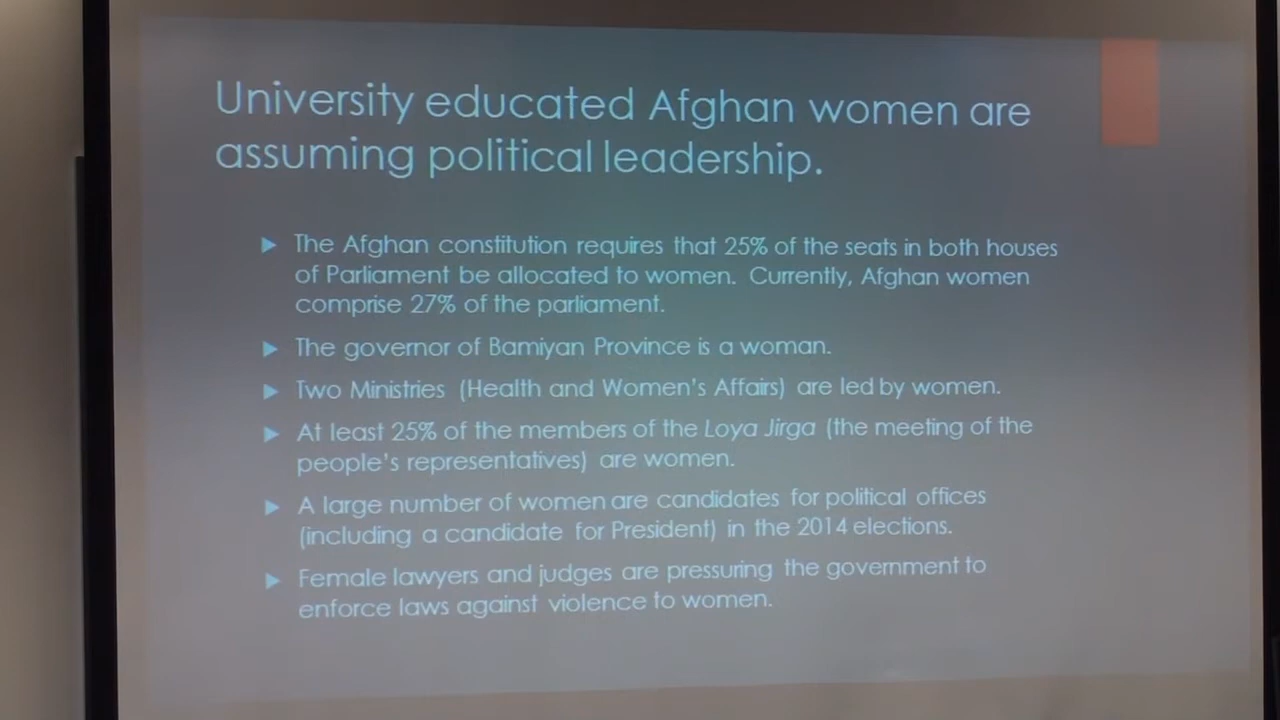 University educated Afghan women are
assuming political leadership.
The Afghan constitution requires that 25% of the seats in both houses
of Parliament be allocated to women. Currently, Afghan women
comprise 27% of the parliament.
The governor of Bamiyan Province is a woman.
Two Ministries (Health and Women's Affairs) are led by women.
At least 25% of the members of the Loya Jirga (the meeting of the
people's representatives) are women.
A large number of women are candidates for political offices
(including a candidate for President) in the 2014 elections.
Female lawyers and judges are pressuring the government to
enforce laws against violence to women.